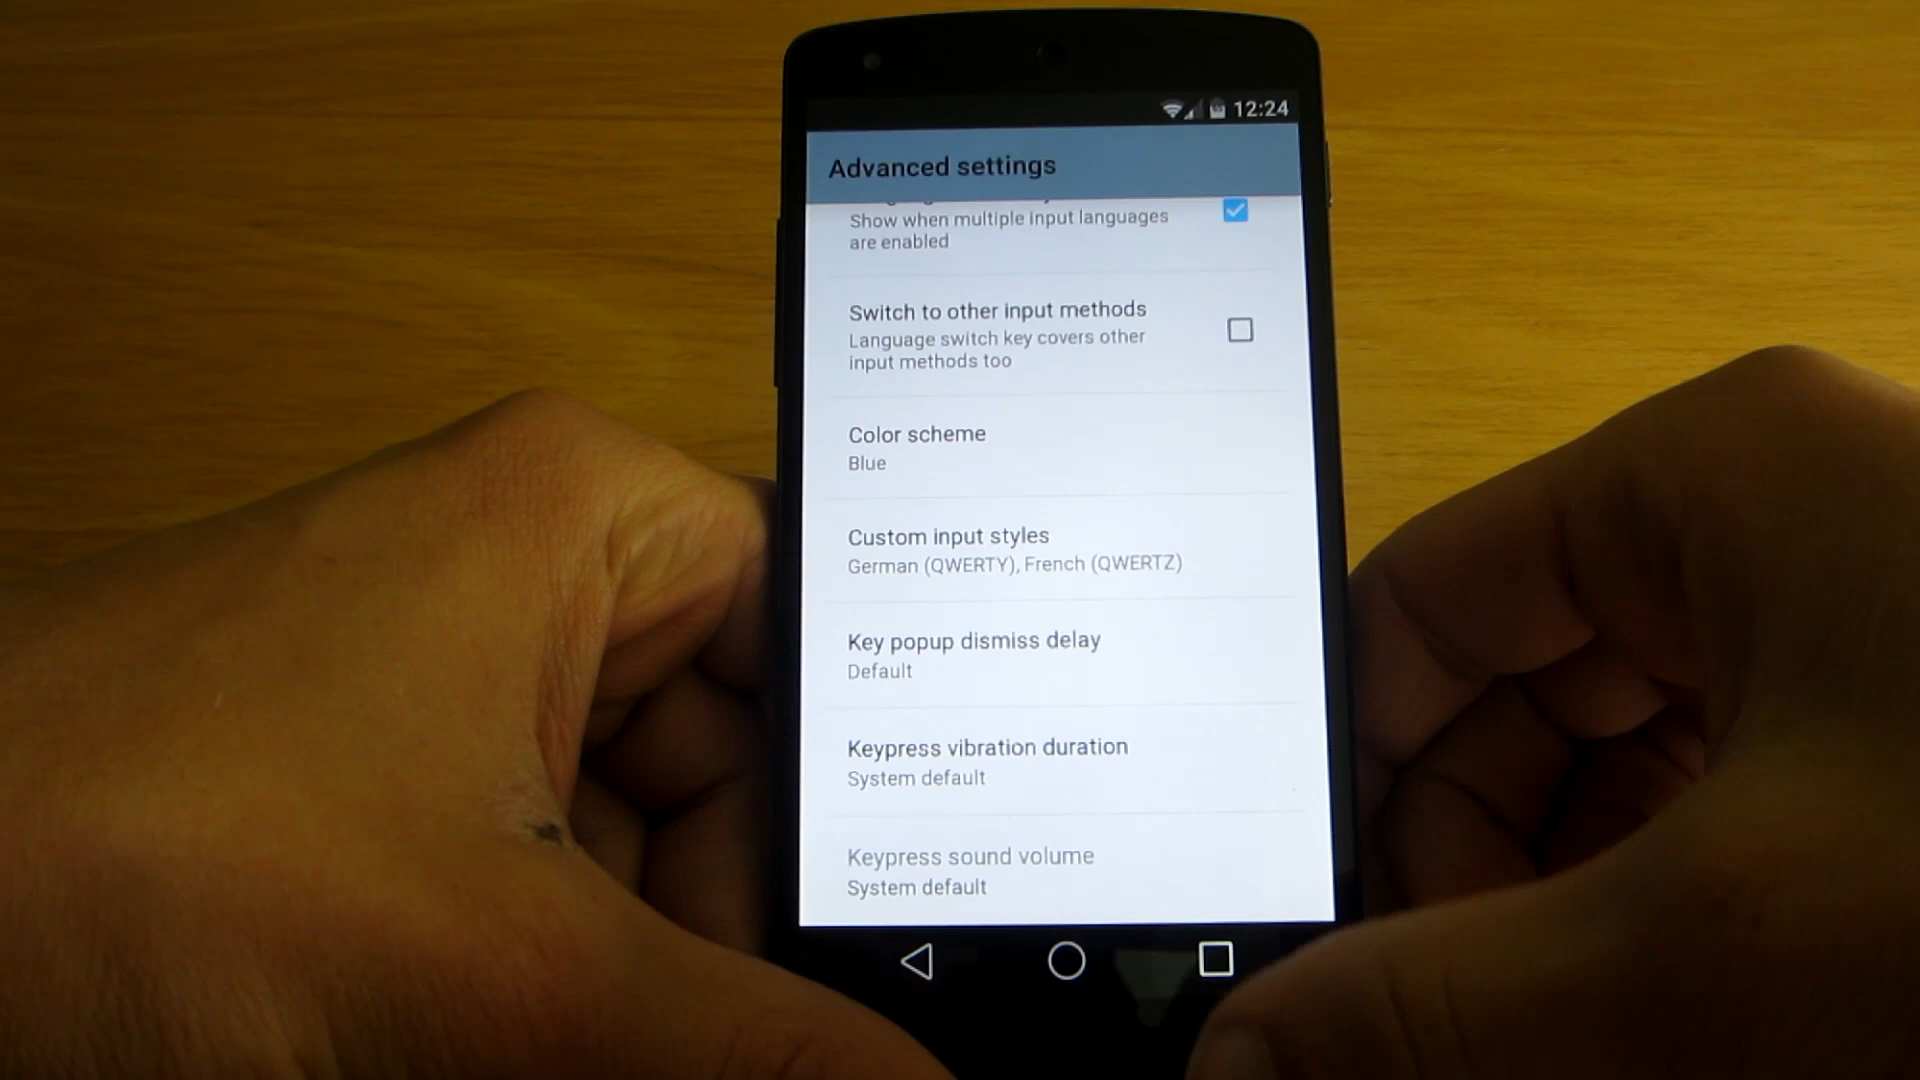 12:24
Advanced settings
Show when multiple input languages
are enabled
Switch to other input methods
Language switch key covers other
input methods too
Color scheme
Blue
Custom input styles
German (QWERTY), French (QWERTZ)
Key popup dismiss delay
Default
Keypress vibration duration
System default
Keypress sound volume
System default